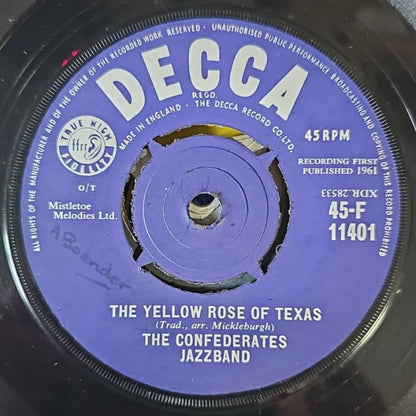 ALL RIGHTS OF THE MANUFACTURER AND OF THE OWNER OF THE RECORDED WORK RESERVED - UNAUTHORISED PUBLIC PERFORMANCE, BROADCASTING AND COPYING OF THIS RECORD PROHIBITED
DECCA
REGD.
MADE IN ENGLAND, THE DECCA RECORD CO. LTD.
TRUE HIGH
ffrr
FIDELITY
45 RPM
RECORDING FIRST
PUBLISHED 1961
O/T
XDR.28533
Mistletoe
Melodies Ltd.
45-F
11401
THE YELLOW ROSE OF TEXAS
(Trad., arr. Mickleburgh)
THE CONFEDERATES
JAZZBAND